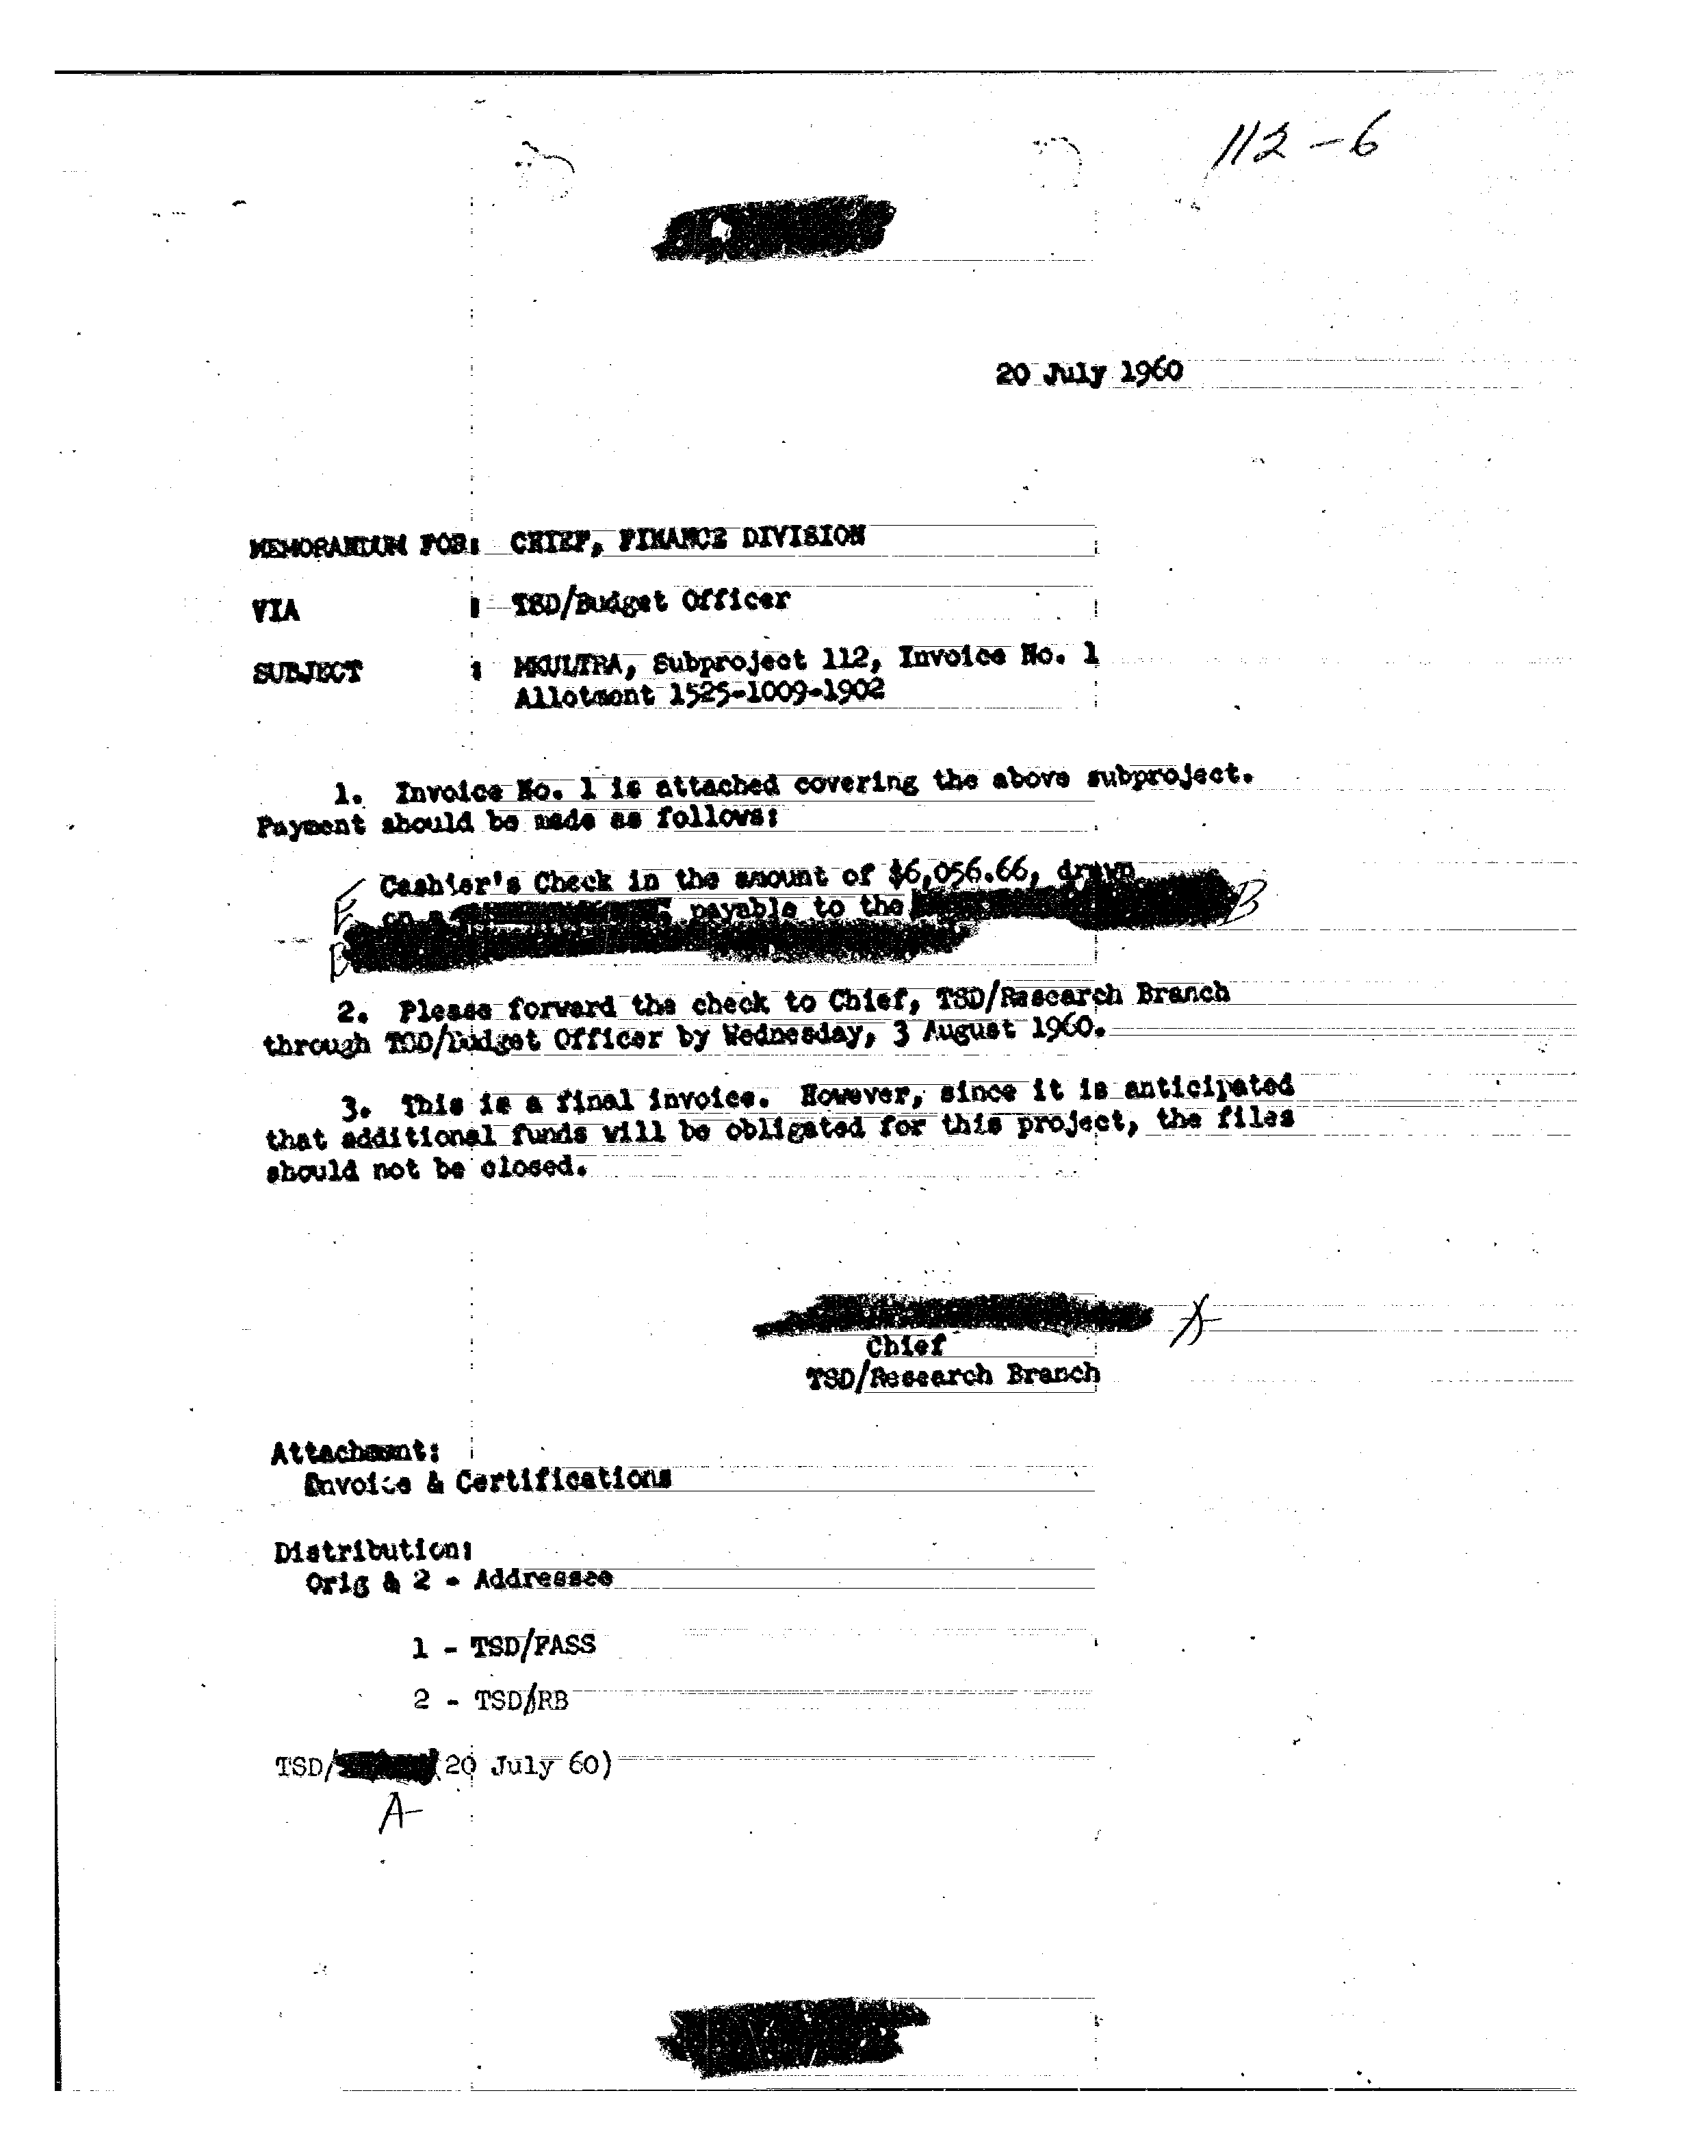 112-6
20 July 1960
MEMORANDUM FOR: CHIEF, FINANCE DIVISION
VIA : TSD/Budget Officer
SUBJECT : MKULTRA, Subproject 112, Invoice No. 1
Allotment 1525-1009-1902
1. Invoice No. 1 is attached covering the above subproject.
Payment should be made as follows:
Cashier's Check in the amount of $6,056.66, drawn
on a payable to the B
2. Please forward the check to Chief, TSD/Research Branch
through TSD/Budget Officer by Wednesday, 3 August 1960.
3. This is a final invoice. However, since it is anticipated
that additional funds will be obligated for this project, the files
should not be closed.
A
Chief
TSD/Research Branch
Attachment:
Invoice & Certifications
Distribution:
Orig & 2 - Addressee
1 - TSD/FASS
2 - TSD/RB
TSD/ (20 July 60)
A